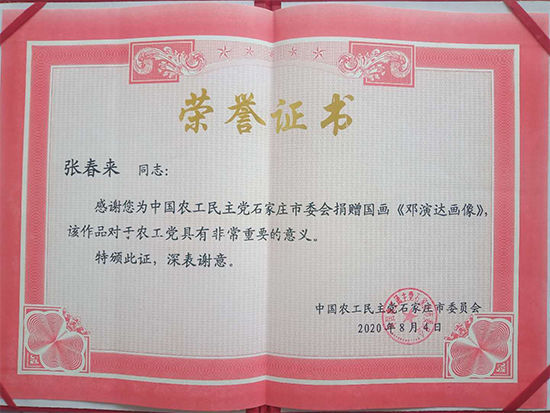 荣誉证书
张春来 同志：
感谢您为中国农工民主党石家庄市委会捐赠国画《邓演达画像》，
该作品对于农工党具有非常重要的意义。
特颁此证，深表谢意。
中国农工民主党石家庄市委员会
2020年8月4日